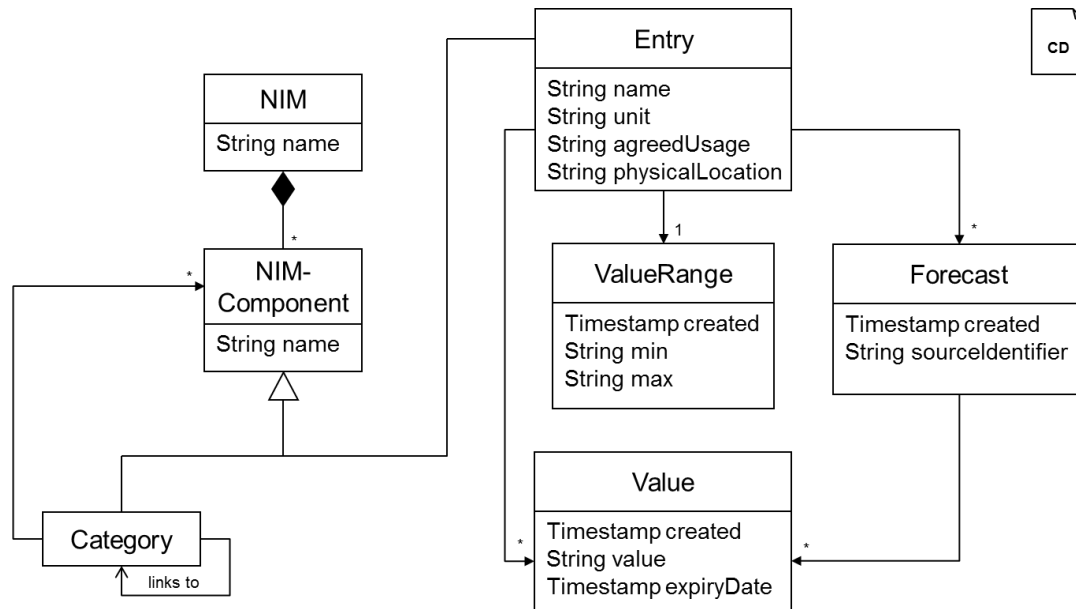 Entry
String name
String unit
String agreedUsage
String physicalLocation
CD
NIM
String name
*
NIM-
Component
String name
*
1
*
ValueRange
Timestamp created
String min
String max
Forecast
Timestamp created
String sourceIdentifier
Category
links to
Value
Timestamp created
String value
Timestamp expiryDate
*
*